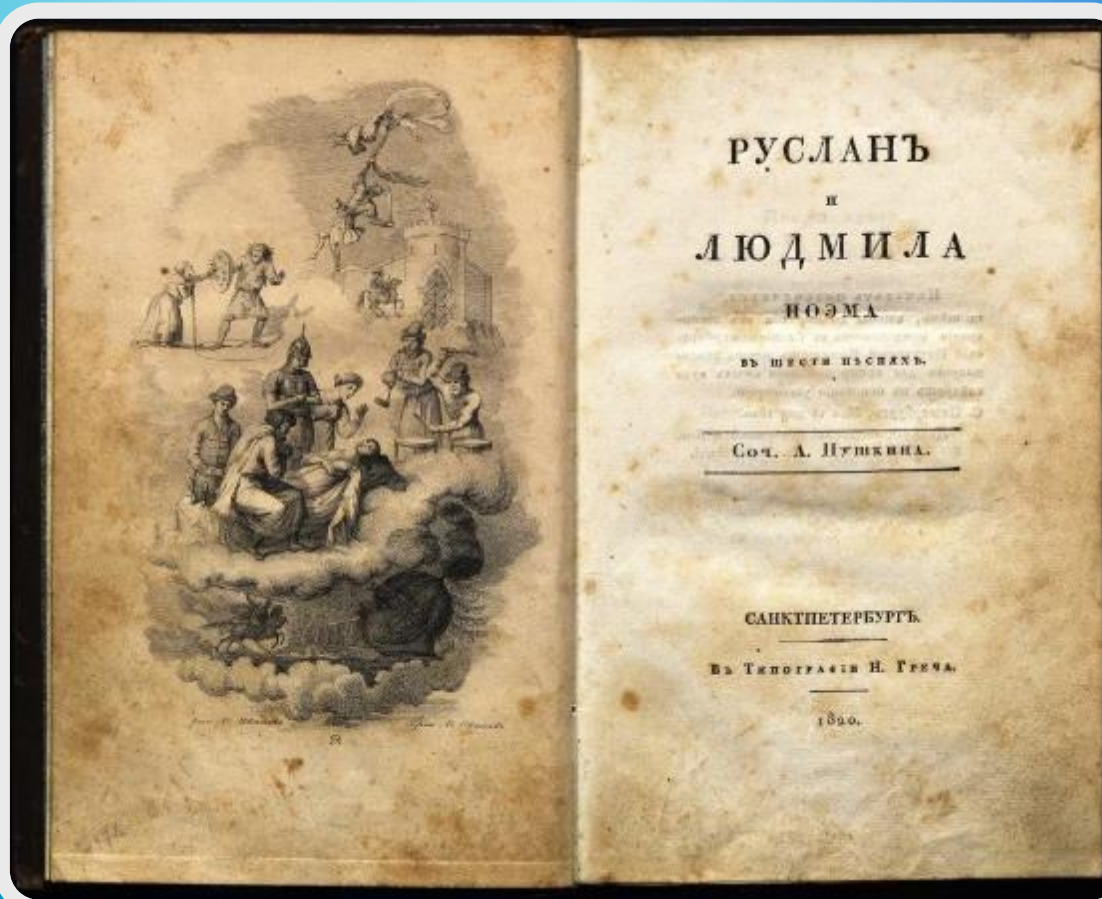 РУСЛАНЪ
и
ЛЮДМИЛА
ПОЭМА
въ шести пѣсняхъ.
Соч. А. Пушкина.
САНКТПЕТЕРБУРГЪ.
Въ Типографіи Н. Греча.
1820.